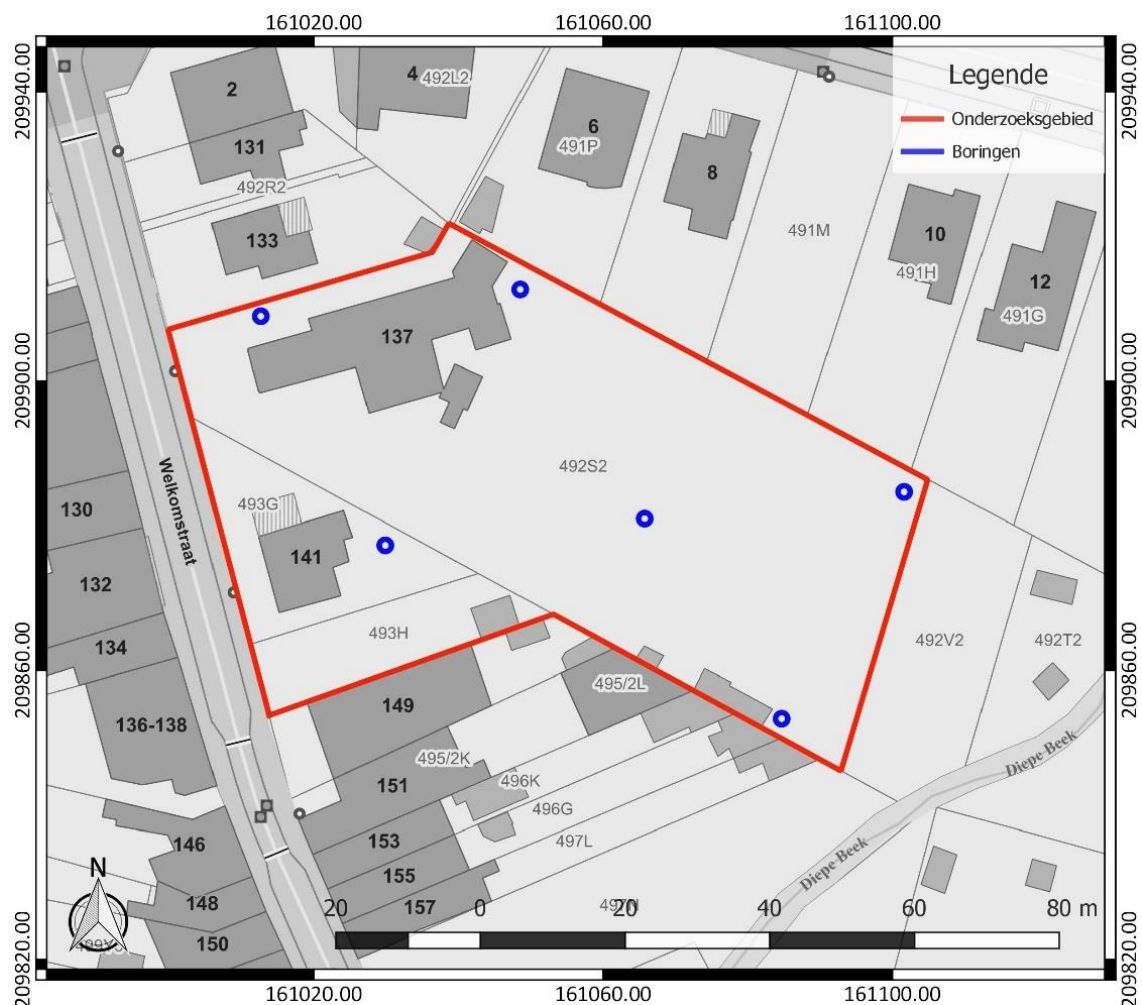 161020.00 161060.00 161100.00
209940.00
209940.00
Legende
Onderzoeksgebied
Boringen
2
4
492L2
6
491P
131
8
492R2
133
491M
10
491H
12
491G
137
209900.00
209900.00
492S2
Welkomstraat
493G
130
141
132
493H
134
492V2
492T2
209860.00
209860.00
495/2L
149
136-138
495/2K
Diepe Beek
151
496K
496G
146
153
497L
155
Diepe Beek
148
157
N
20 0 20 40 60 80 m
150
209820.00
209820.00
161020.00 161060.00 161100.00